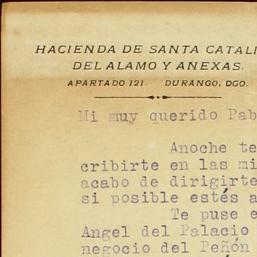 HACIENDA DE SANTA CATALI
DEL ALAMO Y ANEXAS.
APARTADO 121 DURANGO, DGO.
Mi muy querido Pab
Anoche te
cribirte en las mi
acabo de dirigirte
si posible estés a
Te puse e
Angel del Palacio
negocio del Peñón